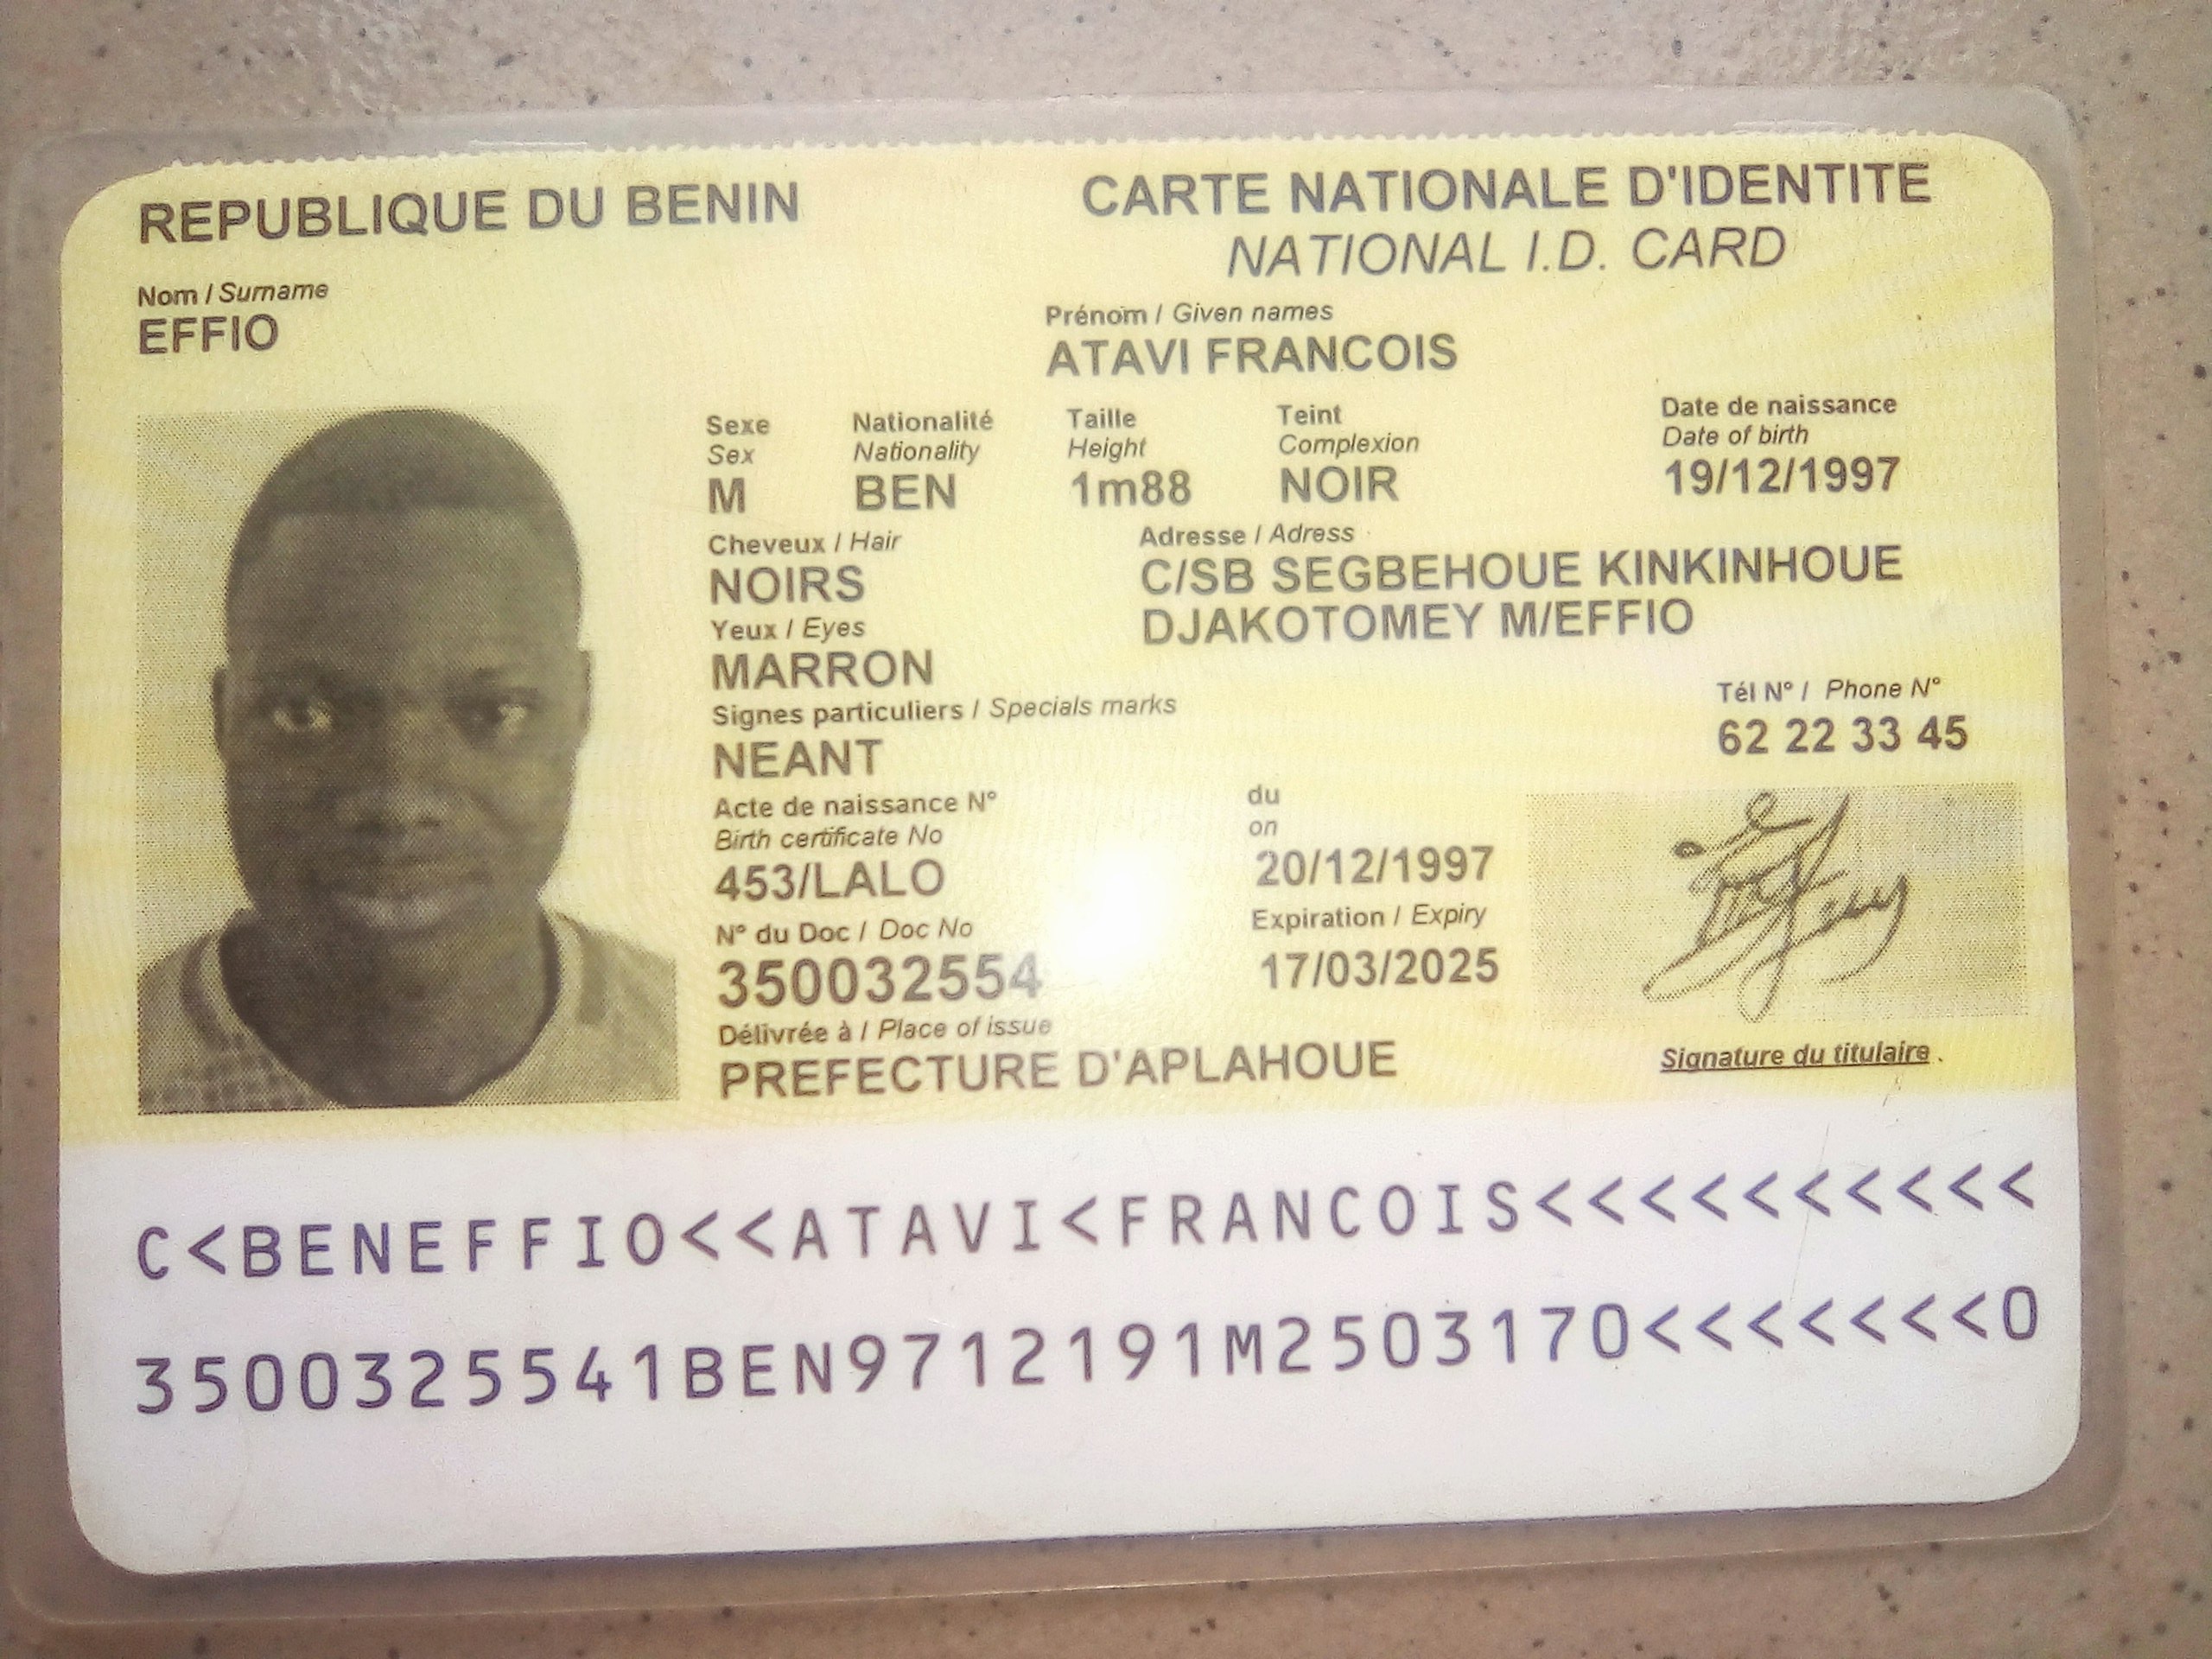 REPUBLIQUE DU BENIN
CARTE NATIONALE D'IDENTITE
NATIONAL I.D. CARD
Nom / Surname
EFFIO
Prénom / Given names
ATAVI FRANCOIS
Sexe Nationalité Taille Teint Date de naissance
Sex Nationality Height Complexion Date of birth
M BEN 1m88 NOIR 19/12/1997
Cheveux / Hair Adresse / Adress
NOIRS C/SB SEGBEHOUE KINKINHOUE
DJAKOTOMEY M/EFFIO
Yeux / Eyes
MARRON
Tél N° / Phone N°
62 22 33 45
Signes particuliers / Specials marks
NEANT
Acte de naissance N° du
Birth certificate No on
453/LALO 20/12/1997
N° du Doc / Doc No Expiration / Expiry
350032554 17/03/2025
Délivrée à / Place of issue
PREFECTURE D'APLAHOUE
Signature du titulaire .
C<BENEFFIO<<ATAVI<FRANCOIS<<<<<<<<<<
3500325541BEN9712191M2503170<<<<<<<0